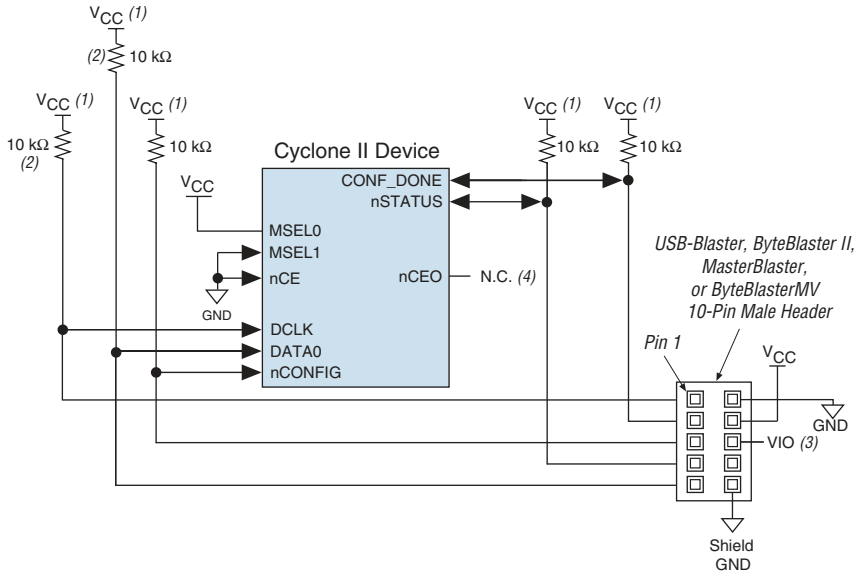 VCC (1)
(2) 10 kΩ
VCC (1)
10 kΩ
(2)
VCC (1)
10 kΩ
VCC (1)
10 kΩ
VCC (1)
10 kΩ
Cyclone II Device
CONF_DONE
nSTATUS
VCC
MSEL0
MSEL1
nCE
GND
nCEO
N.C. (4)
DCLK
DATA0
nCONFIG
USB-Blaster, ByteBlaster II,
MasterBlaster,
or ByteBlasterMV
10-Pin Male Header
Pin 1
VCC
GND
VIO (3)
Shield
GND